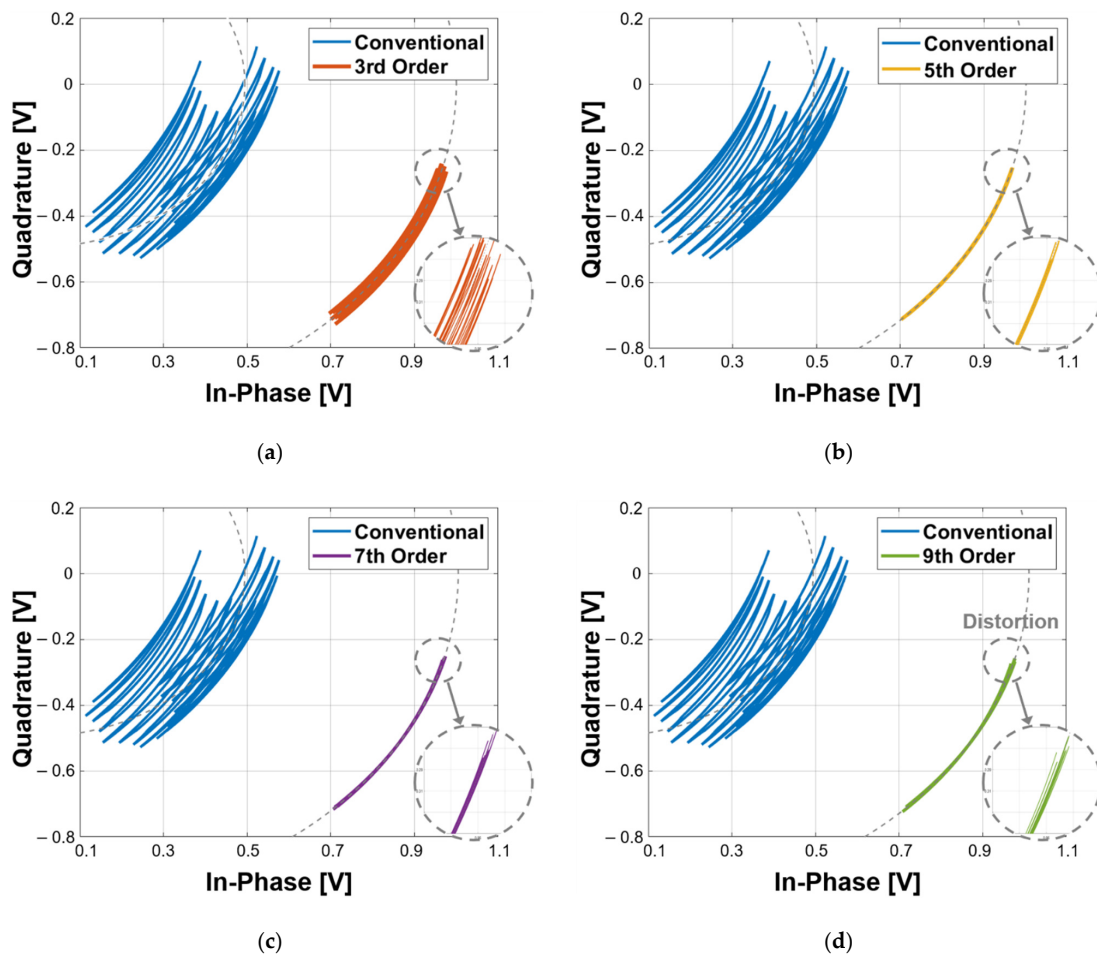 0.2
0
– 0.2
– 0.4
– 0.6
– 0.8
Quadrature [V]
Conventional
3rd Order
0.1
0.3
0.5
0.7
0.9
1.1
In-Phase [V]
(a)
0.2
0
– 0.2
– 0.4
– 0.6
– 0.8
Quadrature [V]
Conventional
5th Order
0.1
0.3
0.5
0.7
0.9
1.1
In-Phase [V]
(b)
0.2
0
– 0.2
– 0.4
– 0.6
– 0.8
Quadrature [V]
Conventional
7th Order
0.1
0.3
0.5
0.7
0.9
1.1
In-Phase [V]
(c)
0.2
0
– 0.2
– 0.4
– 0.6
– 0.8
Quadrature [V]
Conventional
9th Order
Distortion
0.1
0.3
0.5
0.7
0.9
1.1
In-Phase [V]
(d)